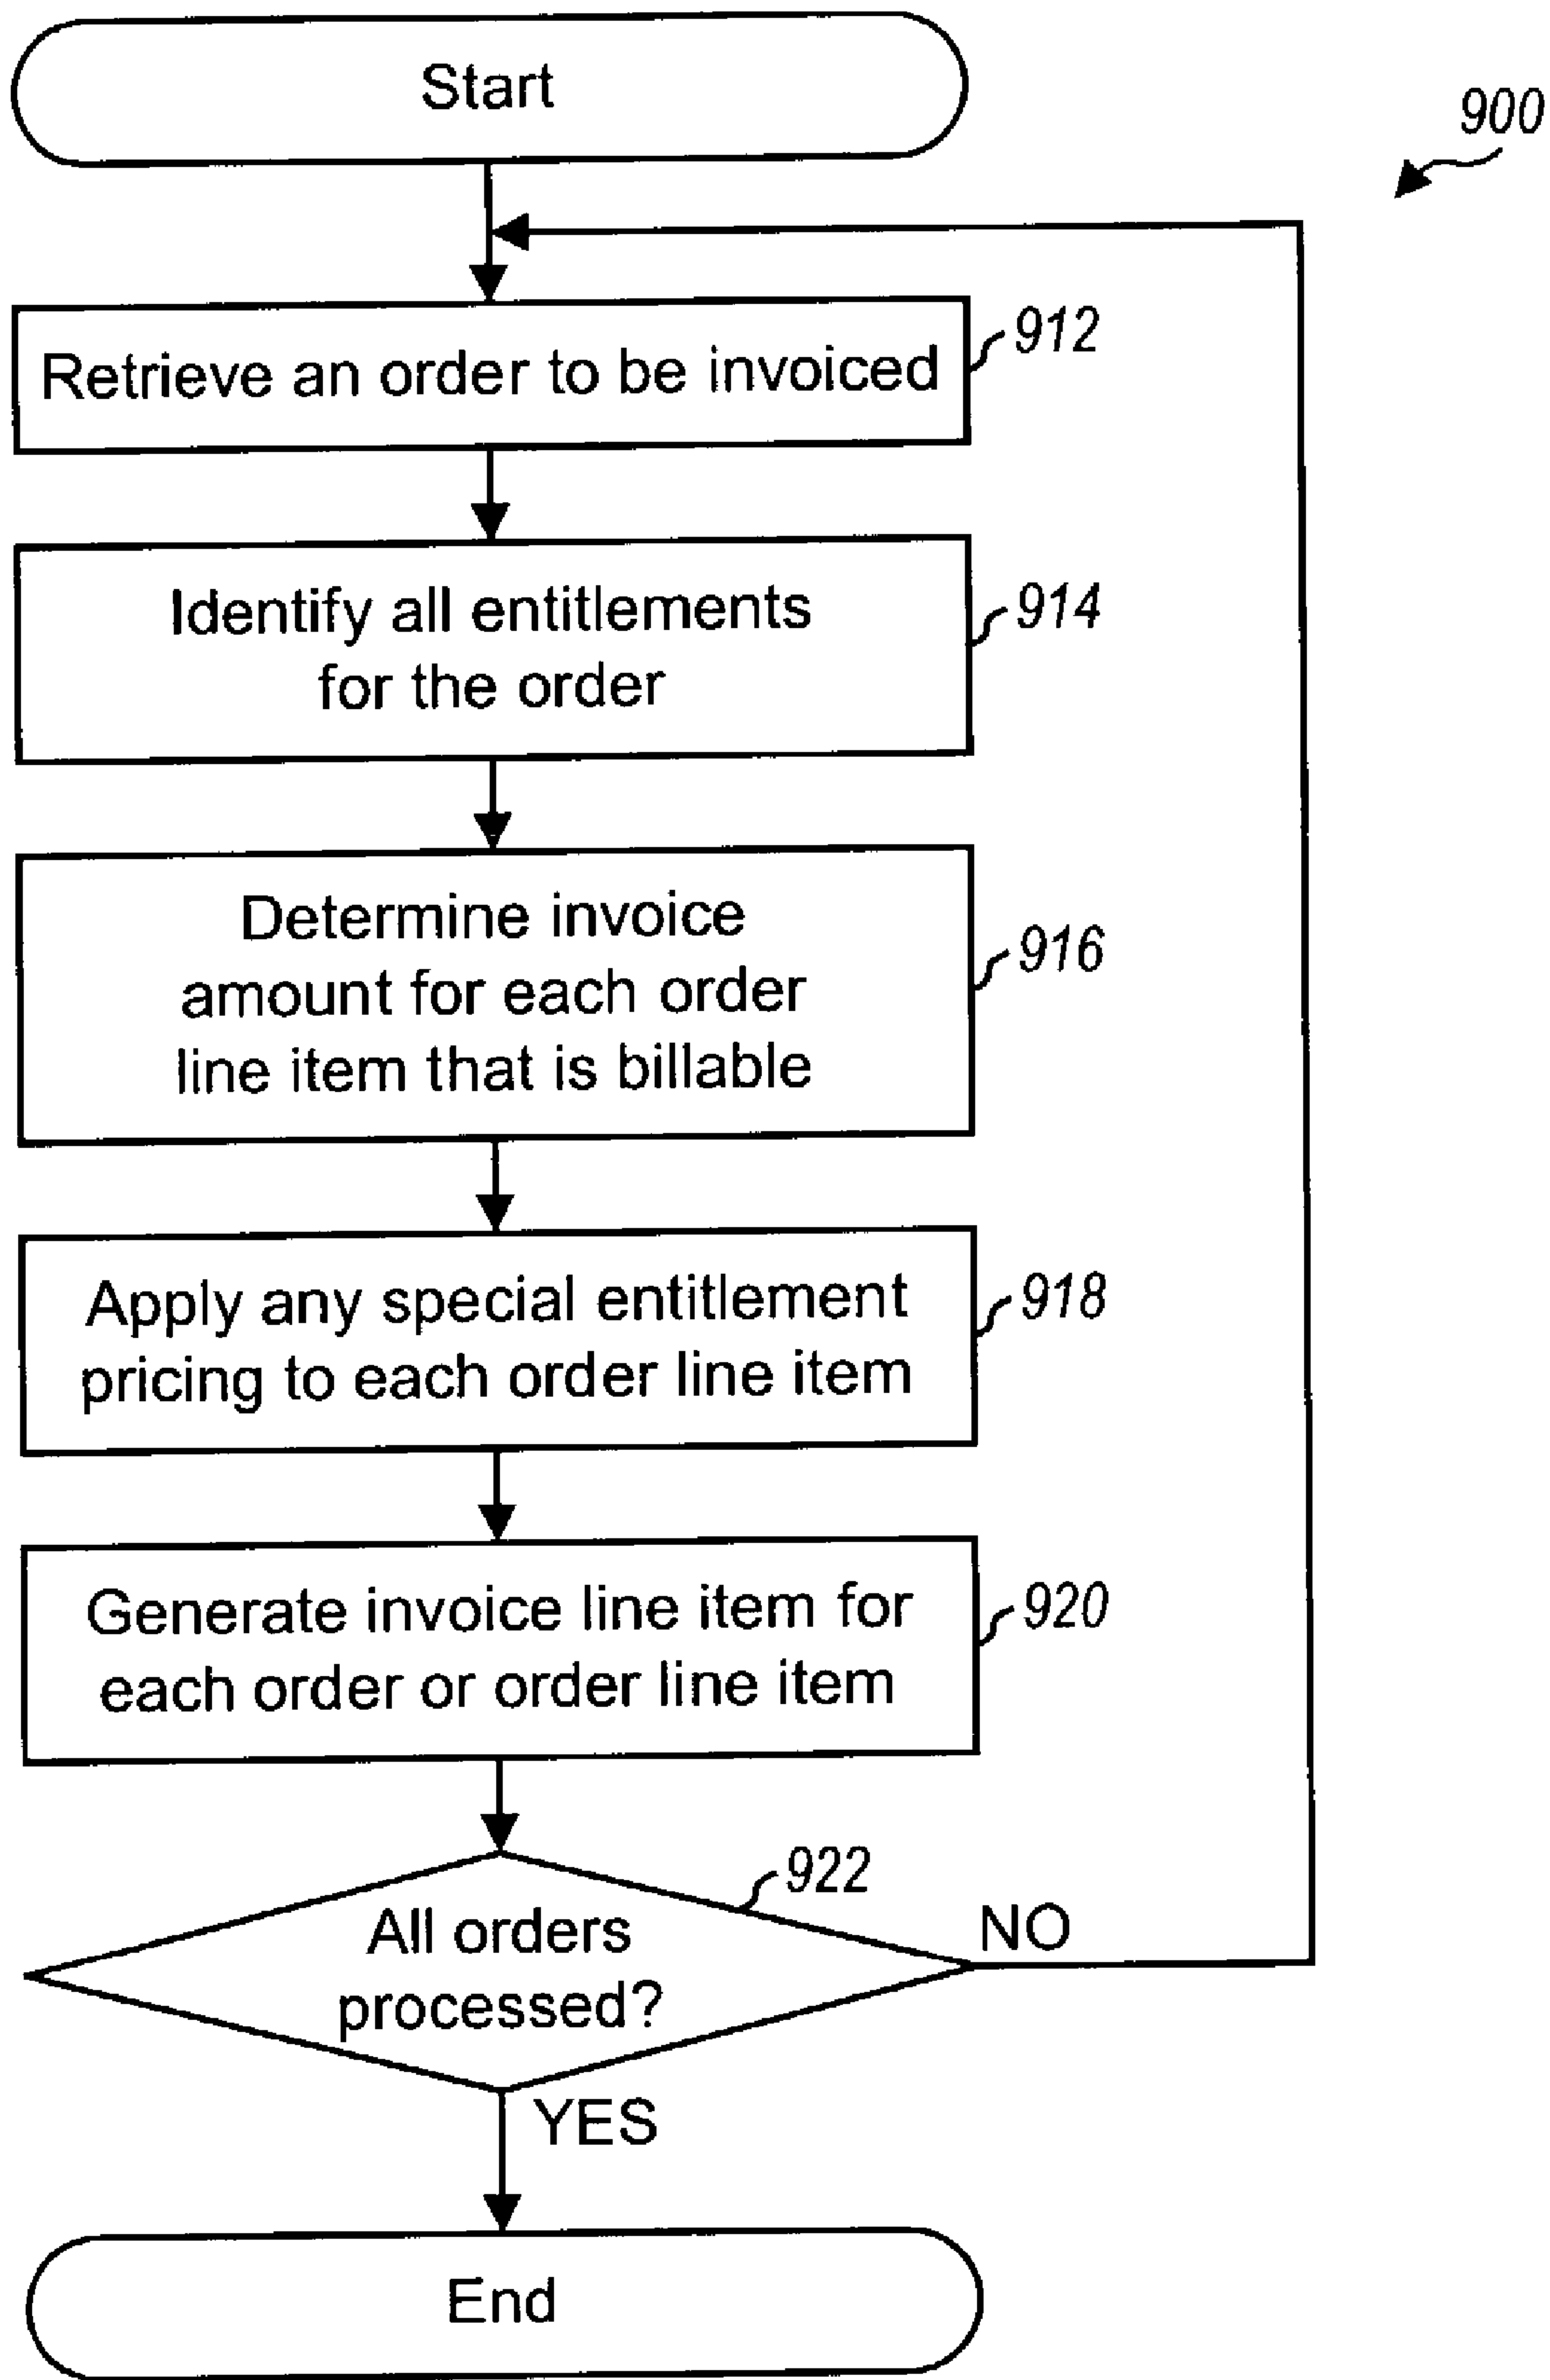 Start
900
Retrieve an order to be invoiced
912
Identify all entitlements
for the order
914
Determine invoice
amount for each order
line item that is billable
916
Apply any special entitlement
pricing to each order line item
918
Generate invoice line item for
each order or order line item
920
922
All orders
processed?
NO
YES
End